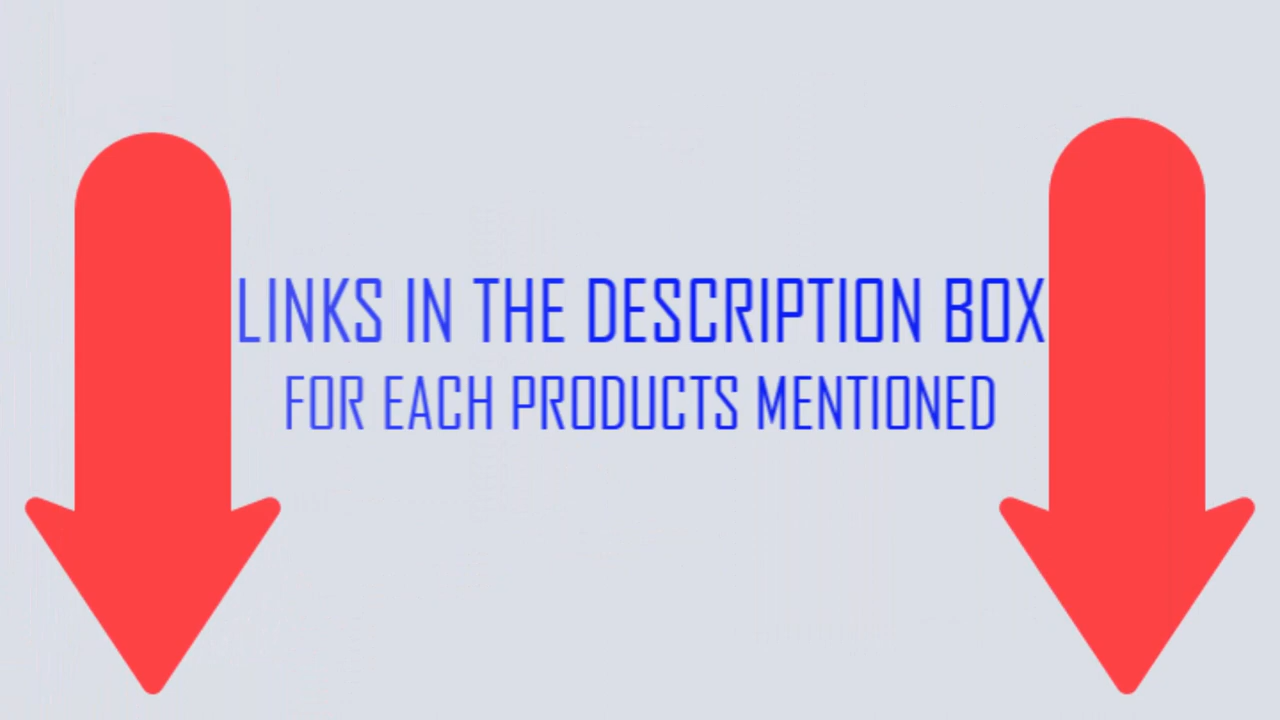 LINKS IN THE DESCRIPTION BOX
FOR EACH PRODUCTS MENTIONED